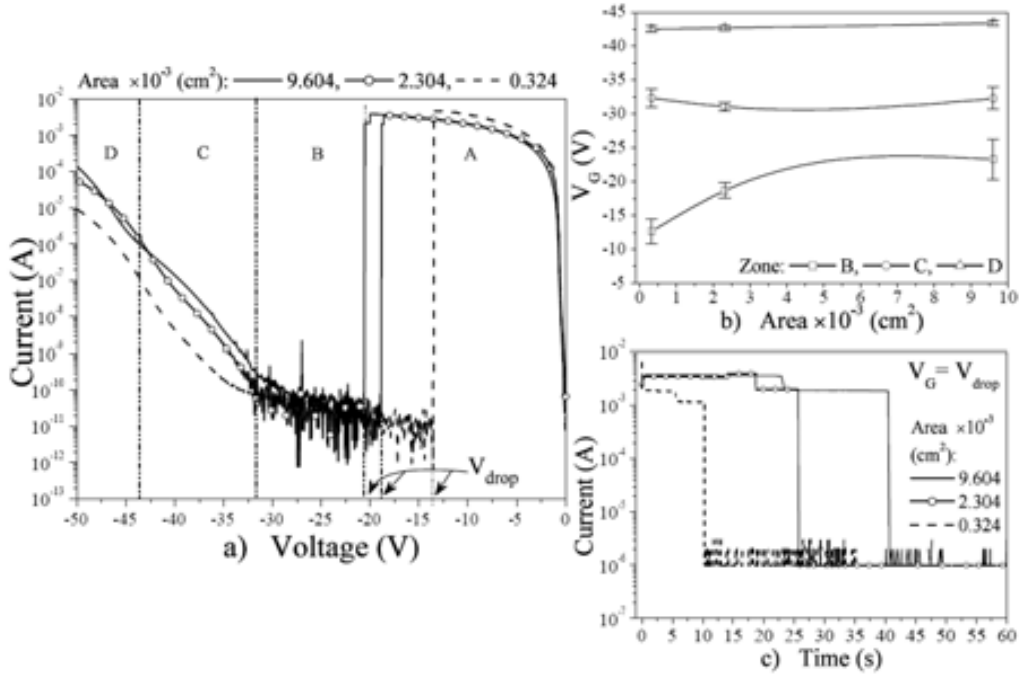 Area ×10⁻³ (cm²): 9.604, 2.304, 0.324
10⁻²
10⁻³
10⁻⁴
10⁻⁵
10⁻⁶
10⁻⁷
10⁻⁸
10⁻⁹
10⁻¹⁰
10⁻¹¹
10⁻¹²
10⁻¹³
Current (A)
D C B A
V_drop
-50 -45 -40 -35 -30 -25 -20 -15 -10 -5 0
a) Voltage (V)
-45
-40
-35
-30
-25
-20
-15
-10
-5
V_G (V)
Zone: B, C, D
0 1 2 3 4 5 6 7 8 9 10
b) Area ×10⁻³ (cm²)
10⁻²
10⁻³
10⁻⁴
10⁻⁵
10⁻⁶
10⁻⁷
Current (A)
V_G = V_drop
Area ×10⁻³
(cm²):
9.604
2.304
0.324
0 5 10 15 20 25 30 35 40 45 50 55 60
c) Time (s)